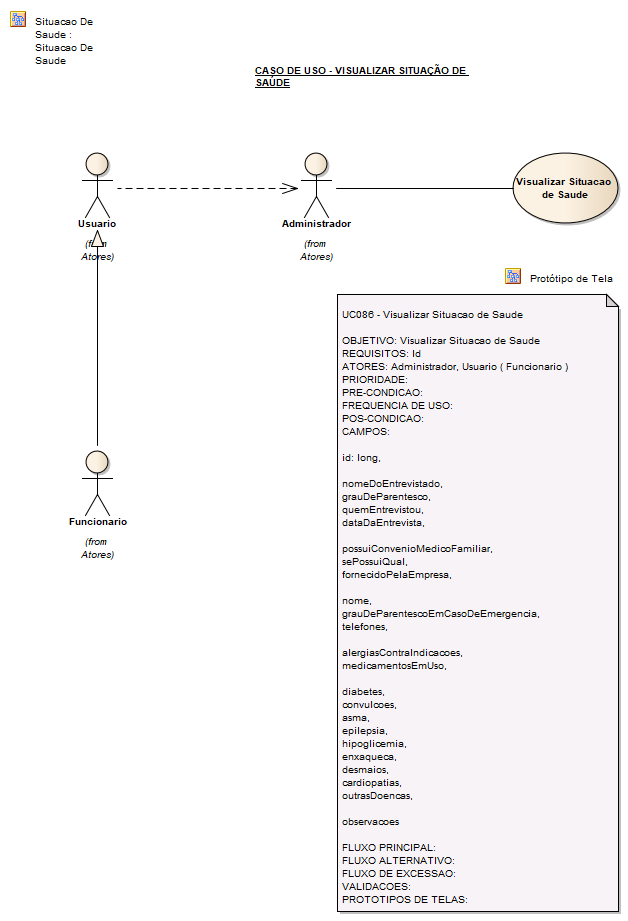 Situacao De
Saude :
Situacao De
Saude
CASO DE USO - VISUALIZAR SITUAÇÃO DE
SAÚDE
Usuario
(from
Atores)
Administrador
(from
Atores)
Visualizar Situacao
de Saude
Funcionario
(from
Atores)
Protótipo de Tela
UC086 - Visualizar Situacao de Saude
OBJETIVO: Visualizar Situacao de Saude
REQUISITOS: Id
ATORES: Administrador, Usuario ( Funcionario )
PRIORIDADE:
PRE-CONDICAO:
FREQUENCIA DE USO:
POS-CONDICAO:
CAMPOS:
id: long,
nomeDoEntrevistado,
grauDeParentesco,
quemEntrevistou,
dataDaEntrevista,
possuiConvenioMedicoFamiliar,
sePossuiQual,
fornecidoPelaEmpresa,
nome,
grauDeParentescoEmCasoDeEmergencia,
telefones,
alergiasContraIndicacoes,
medicamentosEmUso,
diabetes,
convulcoes,
asma,
epilepsia,
hipoglicemia,
enxaqueca,
desmaios,
cardiopatias,
outrasDoencas,
observacoes
FLUXO PRINCIPAL:
FLUXO ALTERNATIVO:
FLUXO DE EXCESSAO:
VALIDACOES:
PROTOTIPOS DE TELAS: